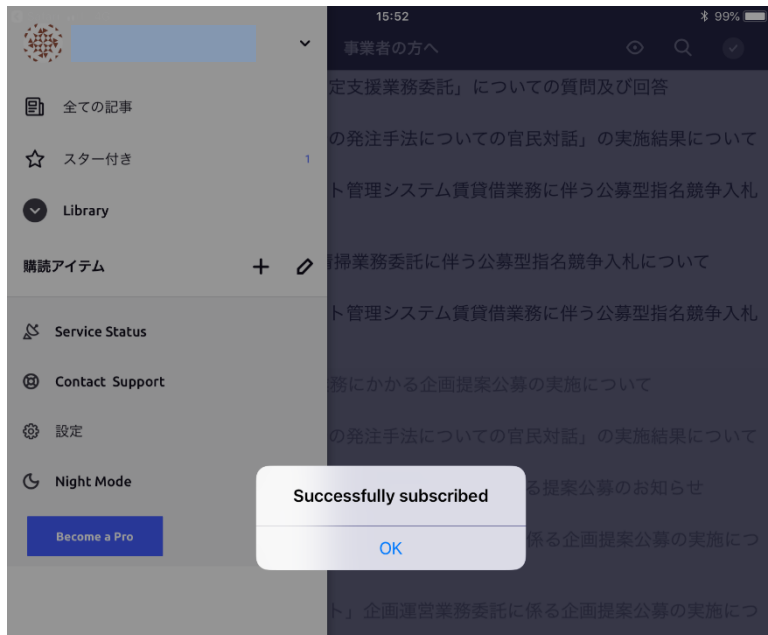 15:52
99%
事業者の方へ
全ての記事
スター付き
1
Library
購読アイテム
Service Status
Contact Support
設定
Night Mode
Become a Pro
定支援業務委託」についての質問及び回答
の発注手法についての官民対話」の実施結果について
ト管理システム賃貸借業務に伴う公募型指名競争入札
掃業務委託に伴う公募型指名競争入札について
ト管理システム賃貸借業務に伴う公募型指名競争入札
務にかかる企画提案公募の実施について
の発注手法についての官民対話」の実施結果について
る提案公募のお知らせ
係る企画提案公募の実施につ
ト」企画運営業務委託に係る企画提案公募の実施につ
Successfully subscribed
OK